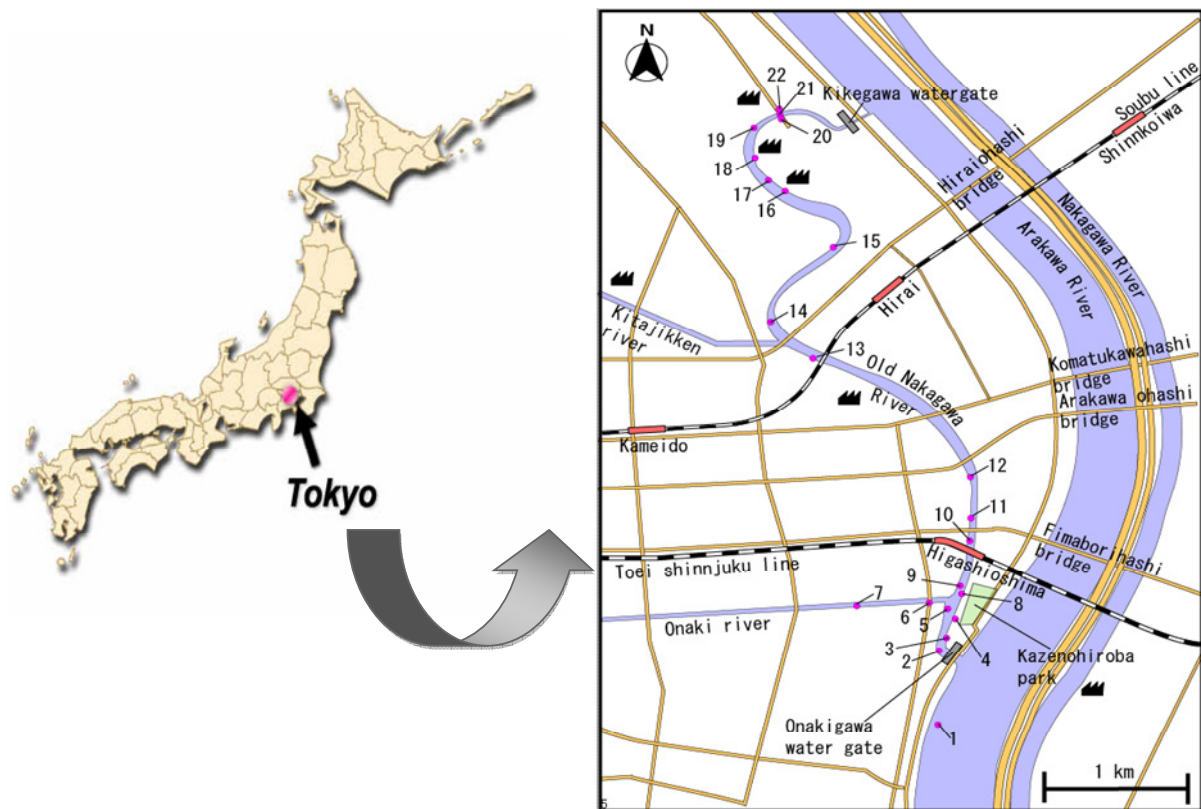 Tokyo
N
22
21
Kikegawa watergate
20
19
18
17
16
15
14
13
12
11
10
9
8
7
6
5
4
3
2
1
Soubu line
Shinnkoiwa
Hiraiohashi
bridge
Nakagawa River
Arakawa River
Hirai
Kitajikken
river
Old Nakagawa
River
Komatukawahashi
bridge
Arakawa ohashi
bridge
Kameido
Toei shinnjuku line
Higashioshima
Fimaborihashi
bridge
Onaki river
Kazenohiroba
park
Onakigawa
water gate
1 km
5